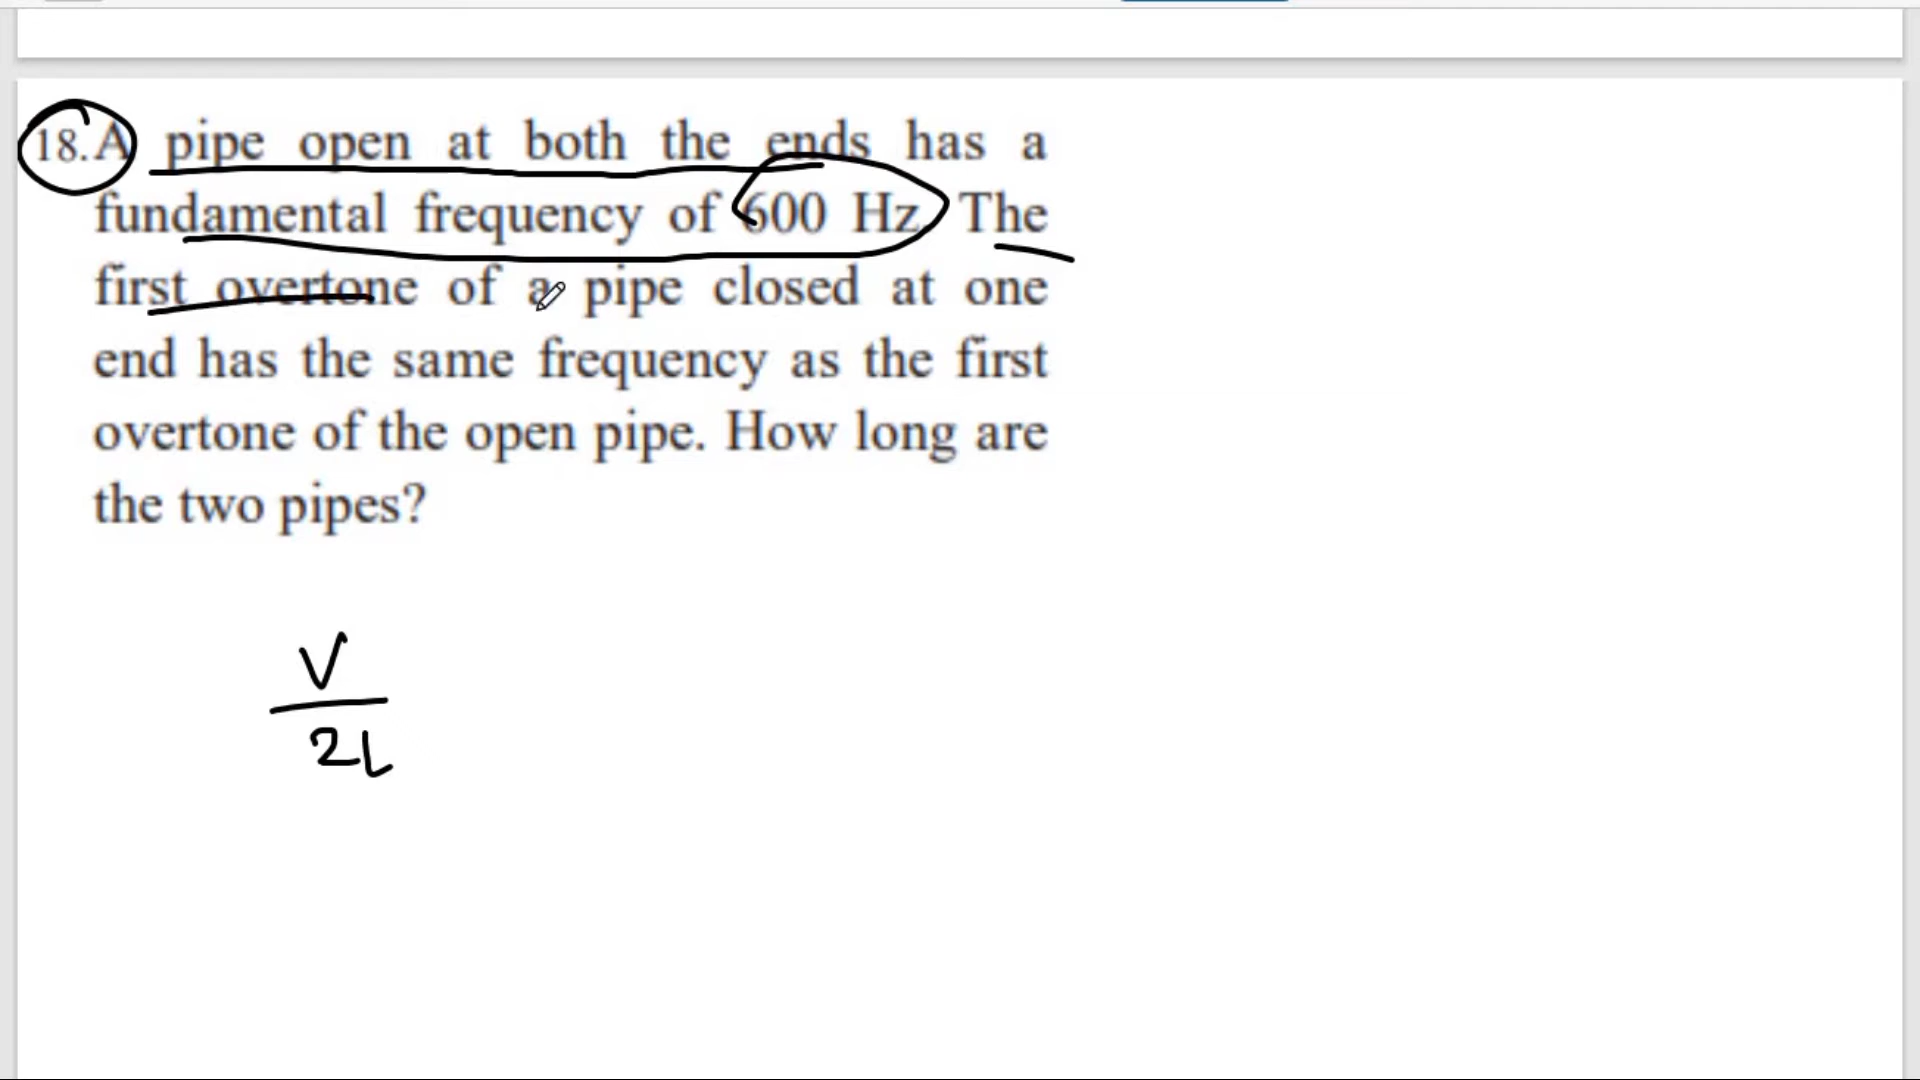 18. A pipe open at both the ends has a
fundamental frequency of 600 Hz. The
first overtone of a pipe closed at one
end has the same frequency as the first
overtone of the open pipe. How long are
the two pipes?
V
2L